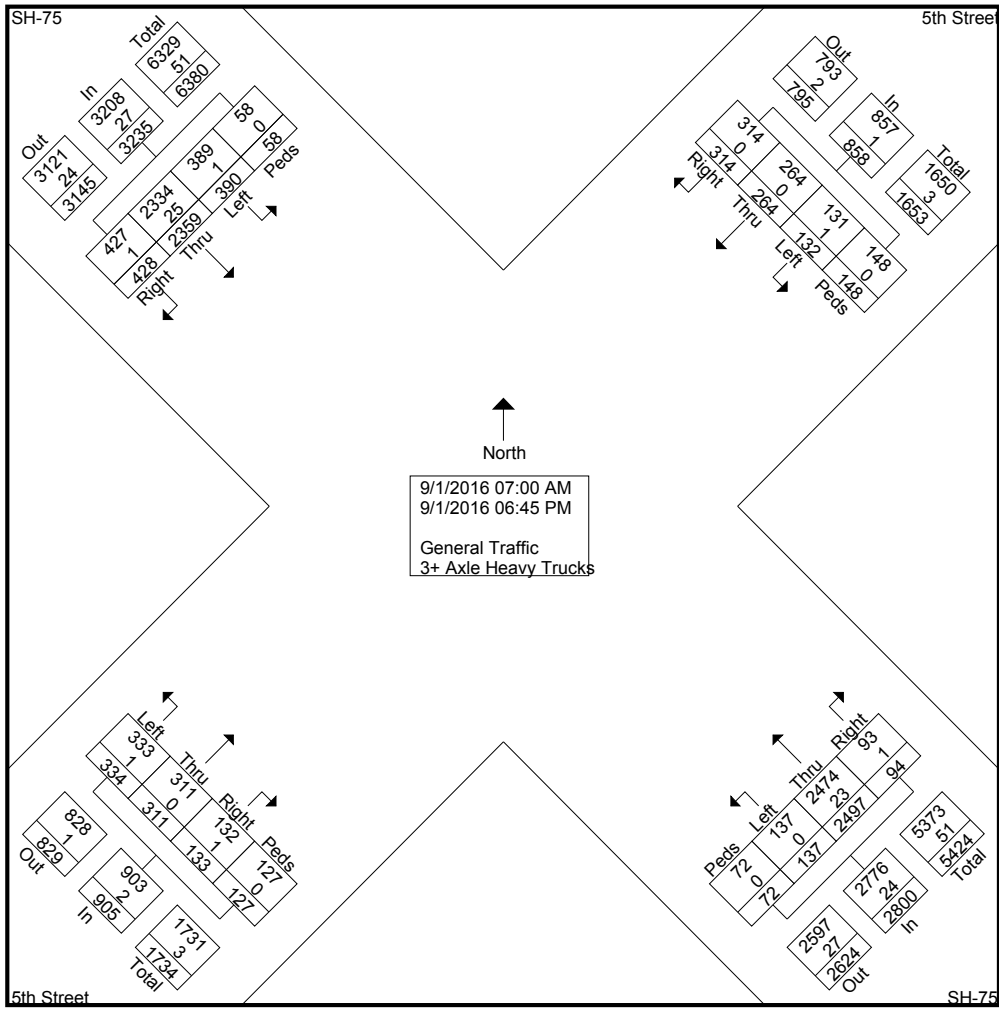 SH-75
5th Street
Total
6329
51
6380
In
3208
27
3235
Out
3121
24
3145
427
1
428
Right
2334
25
2359
Thru
389
1
390
Left
58
0
58
Peds
Out
793
2
795
In
857
1
858
Total
1650
3
1653
314
0
314
Right
264
0
264
Thru
131
1
132
Left
148
0
148
Peds
North
9/1/2016 07:00 AM
9/1/2016 06:45 PM
General Traffic
3+ Axle Heavy Trucks
Left
333
1
334
Thru
311
0
311
Right
132
1
133
Peds
127
0
127
828
1
829
Out
903
2
905
In
1731
3
1734
Total
Peds
72
0
72
Left
137
0
137
Thru
2474
23
2497
Right
93
1
94
5373
51
5424
Total
2776
24
2800
In
2597
27
2624
Out
5th Street
SH-75